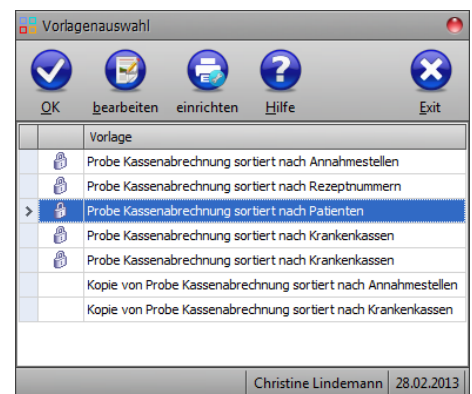 Vorlagenauswahl
OK bearbeiten einrichten Hilfe Exit
Vorlage
Probe Kassenabrechnung sortiert nach Annahmestellen
Probe Kassenabrechnung sortiert nach Rezeptnummern
Probe Kassenabrechnung sortiert nach Patienten
Probe Kassenabrechnung sortiert nach Krankenkassen
Probe Kassenabrechnung sortiert nach Krankenkassen
Kopie von Probe Kassenabrechnung sortiert nach Annahmestellen
Kopie von Probe Kassenabrechnung sortiert nach Krankenkassen
Christine Lindemann 28.02.2013